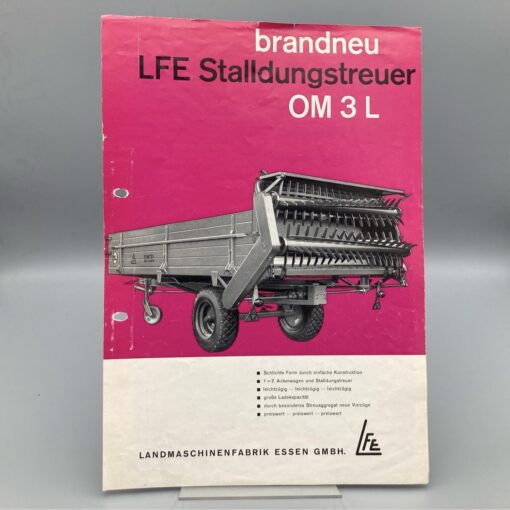 brandneu
LFE Stalldungstreuer
OM 3 L
Schlichte Form durch einfache Konstruktion
1=2 Ackerwagen und Stalldungstreuer
leichtzügig — leichtzügig — leichtzügig
große Ladekapazität
durch besonderes Streuaggregat neue Vorzüge
preiswert — preiswert — preiswert
LANDMASCHINENFABRIK ESSEN GMBH.
LFE